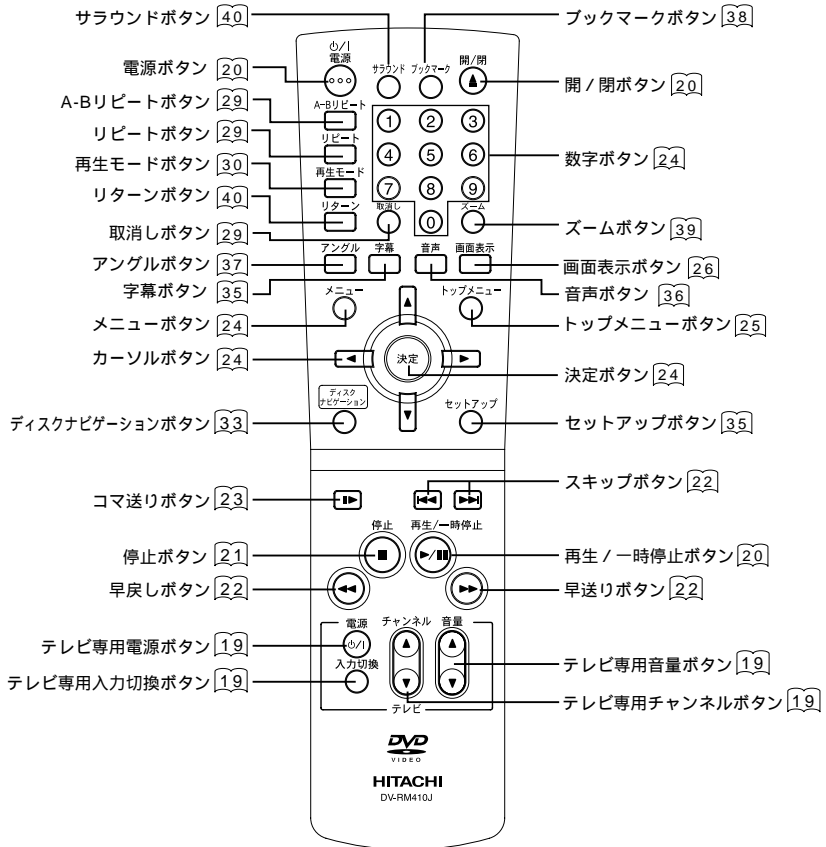 サラウンドボタン 40
電源ボタン 20
A-Bリピートボタン 29
リピートボタン 29
再生モードボタン 30
リターンボタン 40
取消しボタン 29
アングルボタン 37
字幕ボタン 35
メニューボタン 24
カーソルボタン 24
ディスクナビゲーションボタン 33
コマ送りボタン 23
停止ボタン 21
早戻しボタン 22
テレビ専用電源ボタン 19
テレビ専用入力切換ボタン 19
電源
サラウンド
ブックマーク
開/閉
A-Bリピート
1 2 3
リピート
4 5 6
再生モード
7 8 9
リターン
取消し
0
ズーム
アングル
字幕
音声
画面表示
メニュー
トップメニュー
決定
ディスク
ナビゲーション
セットアップ
停止
再生/一時停止
電源
チャンネル
音量
入力切換
テレビ
DVD
VIDEO
HITACHI
DV-RM410J
ブックマークボタン 38
開 / 閉ボタン 20
数字ボタン 24
ズームボタン 39
画面表示ボタン 26
音声ボタン 36
トップメニューボタン 25
決定ボタン 24
セットアップボタン 35
スキップボタン 22
再生 / 一時停止ボタン 20
早送りボタン 22
テレビ専用音量ボタン 19
テレビ専用チャンネルボタン 19